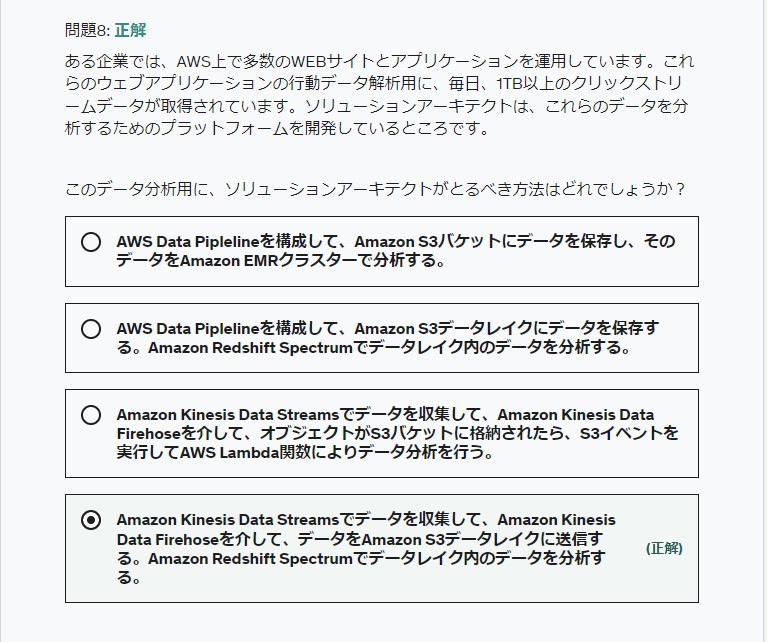 問題8: 正解
ある企業では、AWS上で多数のWEBサイトとアプリケーションを運用しています。これ
らのウェブアプリケーションの行動データ解析用に、毎日、1TB以上のクリックストリ
ームデータが取得されています。ソリューションアーキテクトは、これらのデータを分
析するためのプラットフォームを開発しているところです。
このデータ分析用に、ソリューションアーキテクトがとるべき方法はどれでしょうか？
AWS Data Piplelineを構成して、Amazon S3バケットにデータを保存し、その
データをAmazon EMRクラスターで分析する。
AWS Data Piplelineを構成して、Amazon S3データレイクにデータを保存す
る。Amazon Redshift Spectrumでデータレイク内のデータを分析する。
Amazon Kinesis Data Streamsでデータを収集して、Amazon Kinesis Data
Firehoseを介して、オブジェクトがS3バケットに格納されたら、S3イベントを
実行してAWS Lambda関数によりデータ分析を行う。
Amazon Kinesis Data Streamsでデータを収集して、Amazon Kinesis
Data Firehoseを介して、データをAmazon S3データレイクに送信す
る。Amazon Redshift Spectrumでデータレイク内のデータを分析す
る。
(正解)